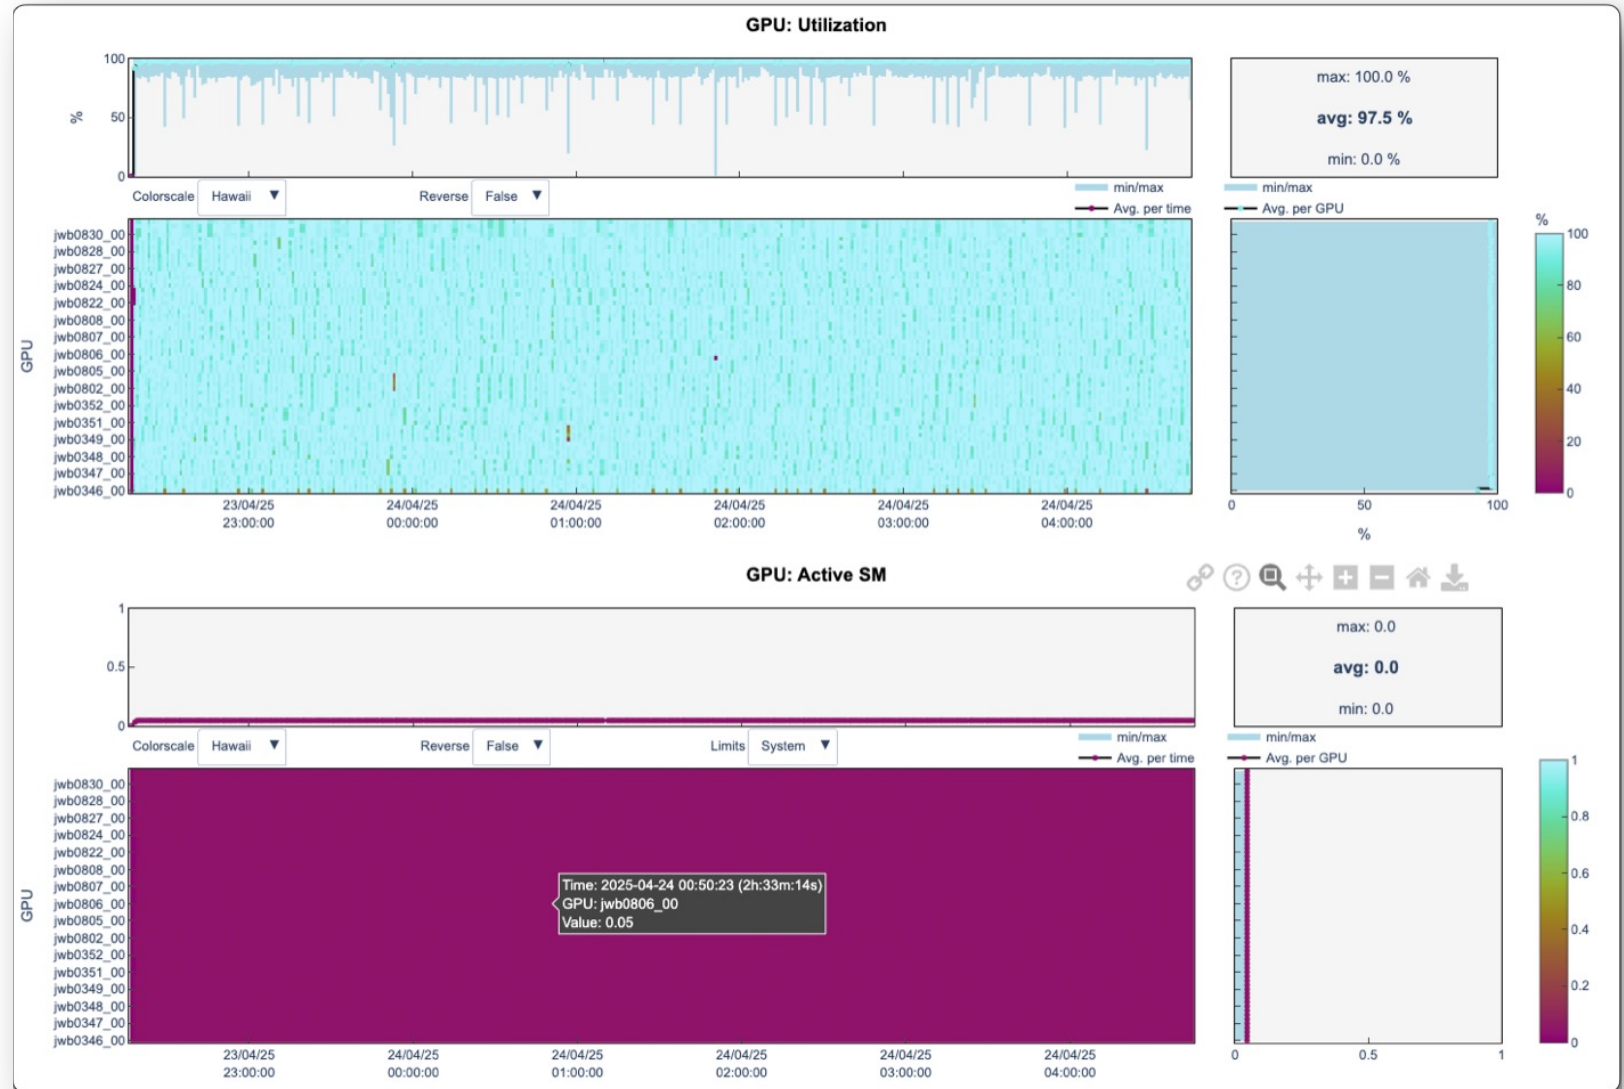 GPU: Utilization
100
50
0
%
max: 100.0 %
avg: 97.5 %
min: 0.0 %
Colorscale Hawaii ▼ Reverse False ▼
min/max
Avg. per time
min/max
Avg. per GPU
GPU
jwb0830_00
jwb0828_00
jwb0827_00
jwb0824_00
jwb0822_00
jwb0808_00
jwb0807_00
jwb0806_00
jwb0805_00
jwb0802_00
jwb0352_00
jwb0351_00
jwb0349_00
jwb0348_00
jwb0347_00
jwb0346_00
23/04/25 24/04/25 24/04/25 24/04/25 24/04/25 24/04/25
23:00:00 00:00:00 01:00:00 02:00:00 03:00:00 04:00:00
0 50 100
%
%
100
80
60
40
20
0
GPU: Active SM
1
0.5
0
max: 0.0
avg: 0.0
min: 0.0
Colorscale Hawaii ▼ Reverse False ▼ Limits System ▼
min/max
Avg. per time
min/max
Avg. per GPU
GPU
jwb0830_00
jwb0828_00
jwb0827_00
jwb0824_00
jwb0822_00
jwb0808_00
jwb0807_00
jwb0806_00
jwb0805_00
jwb0802_00
jwb0352_00
jwb0351_00
jwb0349_00
jwb0348_00
jwb0347_00
jwb0346_00
Time: 2025-04-24 00:50:23 (2h:33m:14s)
GPU: jwb0806_00
Value: 0.05
23/04/25 24/04/25 24/04/25 24/04/25 24/04/25 24/04/25
23:00:00 00:00:00 01:00:00 02:00:00 03:00:00 04:00:00
0 0.5 1
1
0.8
0.6
0.4
0.2
0